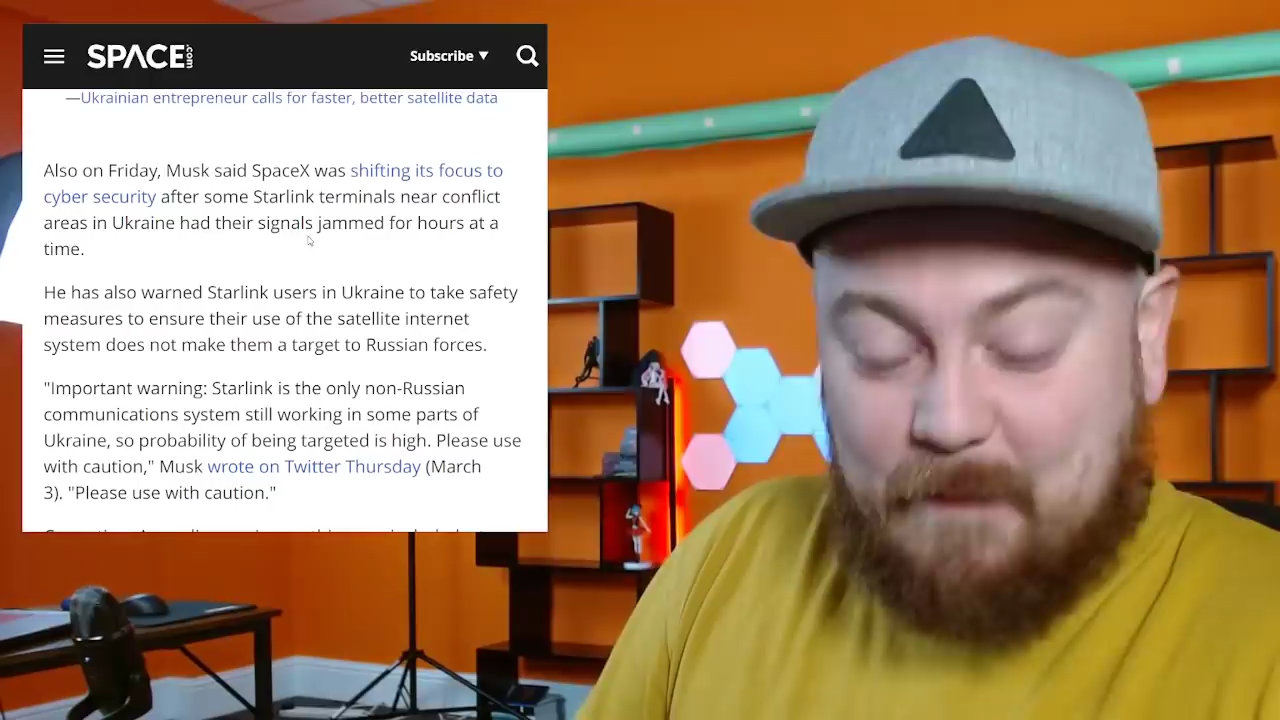 SPACE.com
Subscribe ▼
—Ukrainian entrepreneur calls for faster, better satellite data
Also on Friday, Musk said SpaceX was shifting its focus to
cyber security after some Starlink terminals near conflict
areas in Ukraine had their signals jammed for hours at a
time.
He has also warned Starlink users in Ukraine to take safety
measures to ensure their use of the satellite internet
system does not make them a target to Russian forces.
"Important warning: Starlink is the only non-Russian
communications system still working in some parts of
Ukraine, so probability of being targeted is high. Please use
with caution," Musk wrote on Twitter Thursday (March
3). "Please use with caution."